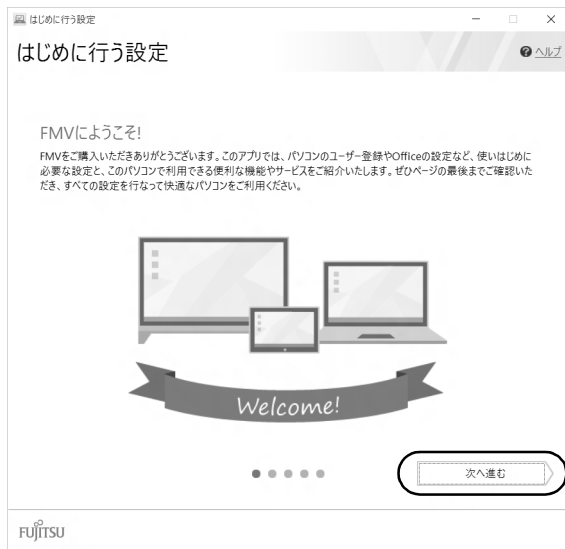 はじめに行う設定
はじめに行う設定
ヘルプ
FMVにようこそ!
FMVをご購入いただきありがとうございます。このアプリでは、パソコンのユーザー登録やOfficeの設定など、使いはじめに
必要な設定と、このパソコンで利用できる便利な機能やサービスをご紹介いたします。ぜひページの最後までご確認いた
だき、すべての設定を行なって快適なパソコンをご利用ください。
Welcome!
次へ進む
FUJITSU